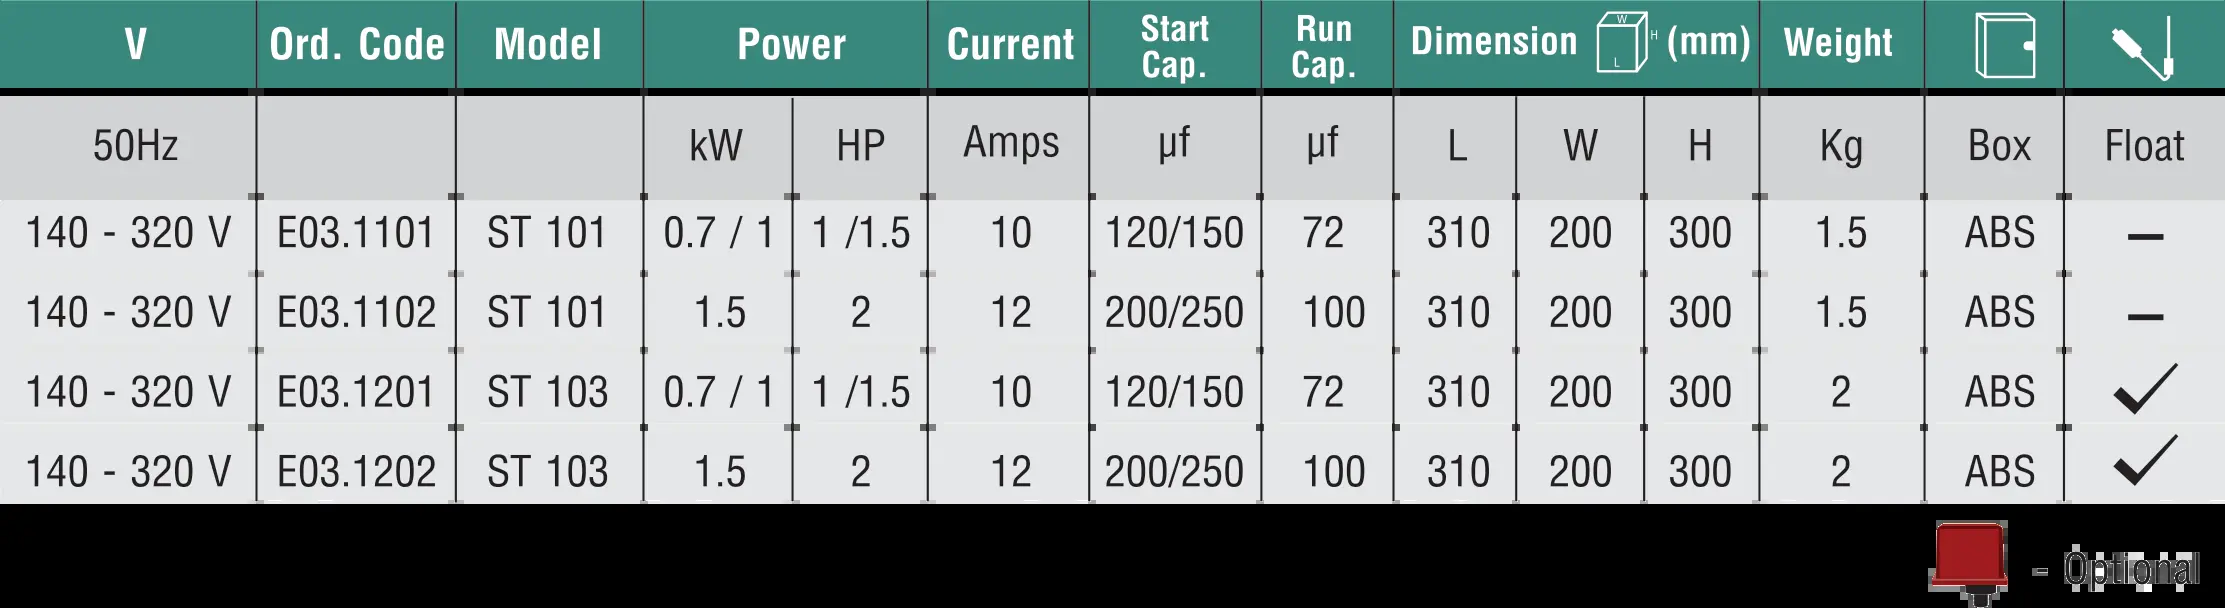 V Ord. Code Model Power Current Start Cap. Run Cap. Dimension W H L (mm) Weight
50Hz kW HP Amps µf µf L W H Kg Box Float
140 - 320 V E03.1101 ST 101 0.7 / 1 1 /1.5 10 120/150 72 310 200 300 1.5 ABS –
140 - 320 V E03.1102 ST 101 1.5 2 12 200/250 100 310 200 300 1.5 ABS –
140 - 320 V E03.1201 ST 103 0.7 / 1 1 /1.5 10 120/150 72 310 200 300 2 ABS ✓
140 - 320 V E03.1202 ST 103 1.5 2 12 200/250 100 310 200 300 2 ABS ✓
- Optional